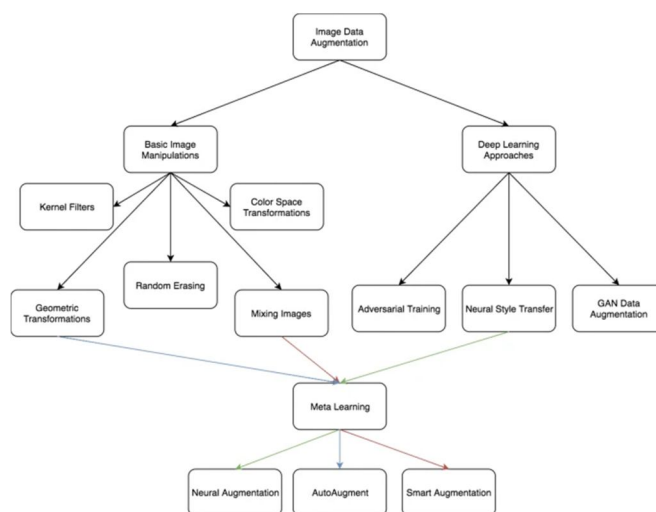 Image Data
Augmentation
Basic Image
Manipulations
Deep Learning
Approaches
Kernel Filters
Color Space
Transformations
Geometric
Transformations
Random Erasing
Mixing Images
Adversarial Training
Neural Style Transfer
GAN Data
Augmentation
Meta Learning
Neural Augmentation
AutoAugment
Smart Augmentation